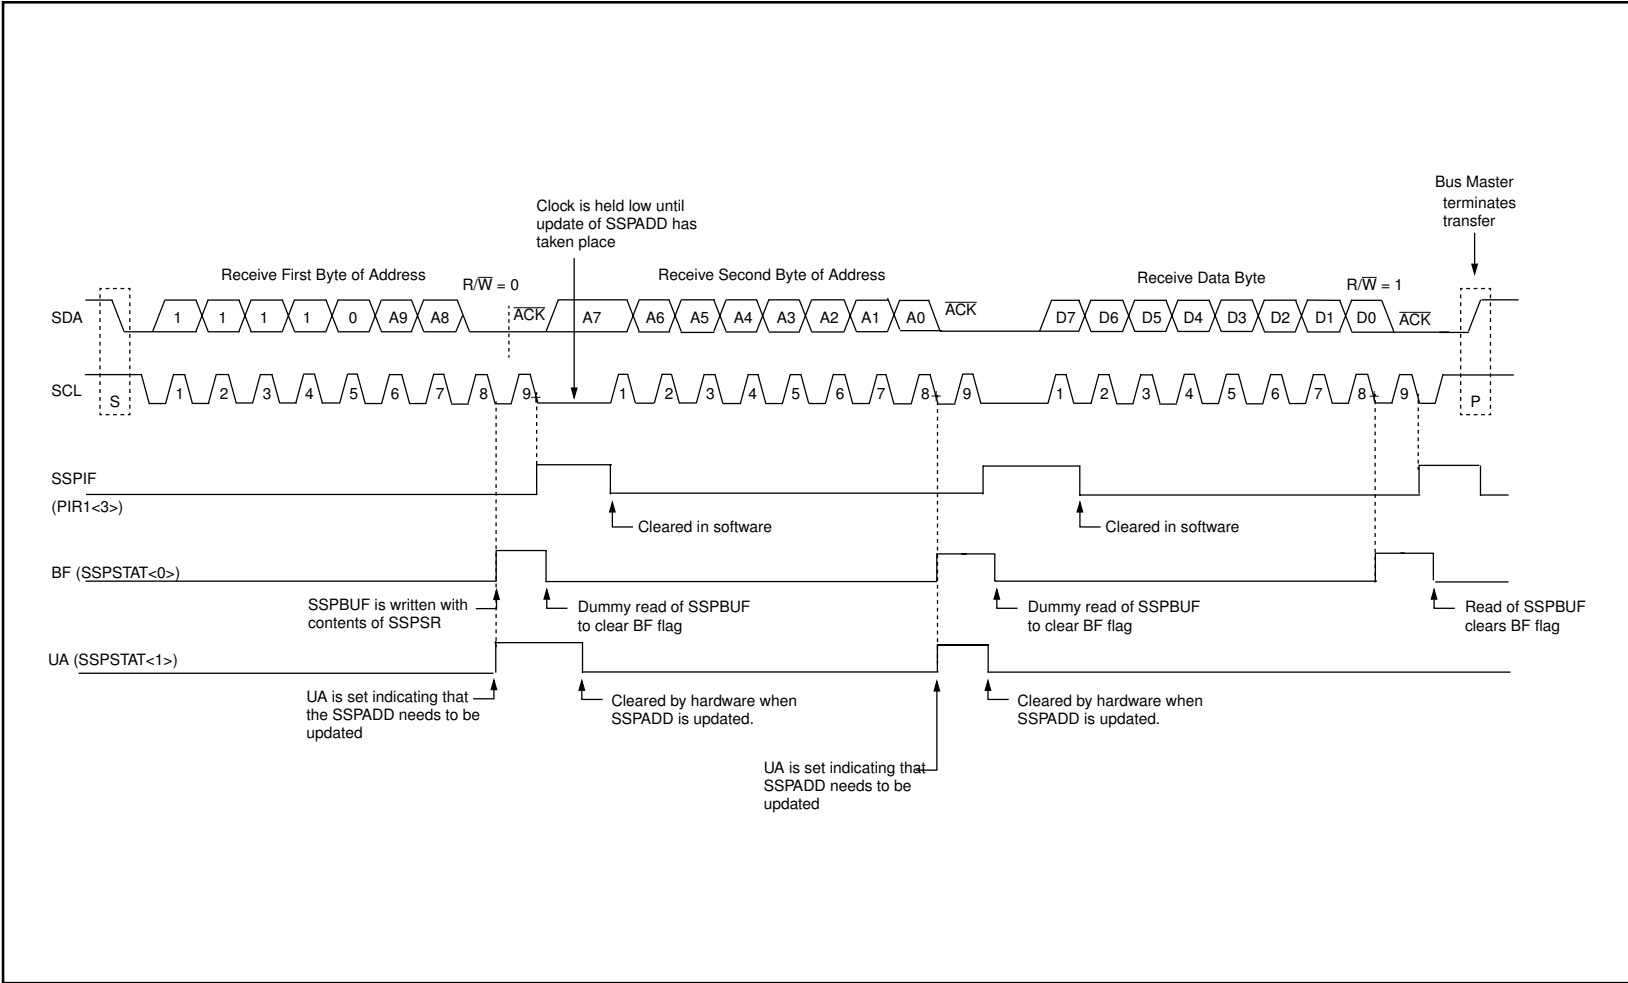 Bus Master
terminates
transfer
Clock is held low until
update of SSPADD has
taken place
Receive First Byte of Address
R/W̅ = 0
Receive Second Byte of Address
Receive Data Byte
R/W̅ = 1
SDA
1 1 1 1 0 A9 A8
A̅C̅K̅
A7 A6 A5 A4 A3 A2 A1 A0
A̅C̅K̅
D7 D6 D5 D4 D3 D2 D1 D0
A̅C̅K̅
SCL
S
1 2 3 4 5 6 7 8 9
1 2 3 4 5 6 7 8 9
1 2 3 4 5 6 7 8 9
P
SSPIF
(PIR1<3>)
Cleared in software
Cleared in software
BF (SSPSTAT<0>)
SSPBUF is written with
contents of SSPSR
Dummy read of SSPBUF
to clear BF flag
Dummy read of SSPBUF
to clear BF flag
Read of SSPBUF
clears BF flag
UA (SSPSTAT<1>)
UA is set indicating that
the SSPADD needs to be
updated
Cleared by hardware when
SSPADD is updated.
Cleared by hardware when
SSPADD is updated.
UA is set indicating that
SSPADD needs to be
updated